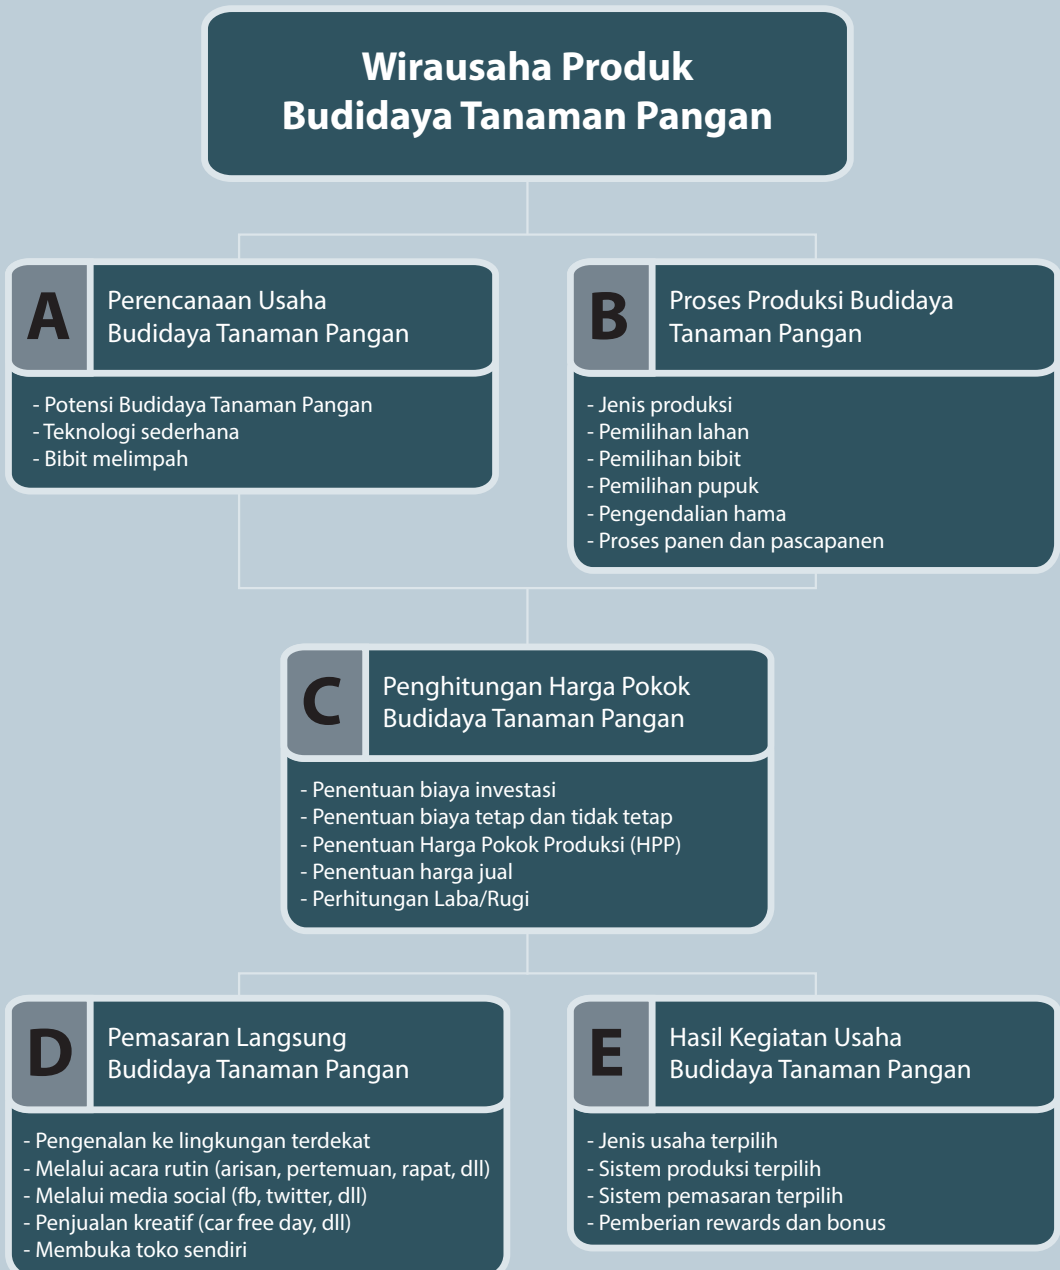 Wirausaha Produk
Budidaya Tanaman Pangan
A
Perencanaan Usaha
Budidaya Tanaman Pangan
- Potensi Budidaya Tanaman Pangan
- Teknologi sederhana
- Bibit melimpah
B
Proses Produksi Budidaya
Tanaman Pangan
- Jenis produksi
- Pemilihan lahan
- Pemilihan bibit
- Pemilihan pupuk
- Pengendalian hama
- Proses panen dan pascapanen
C
Penghitungan Harga Pokok
Budidaya Tanaman Pangan
- Penentuan biaya investasi
- Penentuan biaya tetap dan tidak tetap
- Penentuan Harga Pokok Produksi (HPP)
- Penentuan harga jual
- Perhitungan Laba/Rugi
D
Pemasaran Langsung
Budidaya Tanaman Pangan
- Pengenalan ke lingkungan terdekat
- Melalui acara rutin (arisan, pertemuan, rapat, dll)
- Melalui media social (fb, twitter, dll)
- Penjualan kreatif (car free day, dll)
- Membuka toko sendiri
E
Hasil Kegiatan Usaha
Budidaya Tanaman Pangan
- Jenis usaha terpilih
- Sistem produksi terpilih
- Sistem pemasaran terpilih
- Pemberian rewards dan bonus